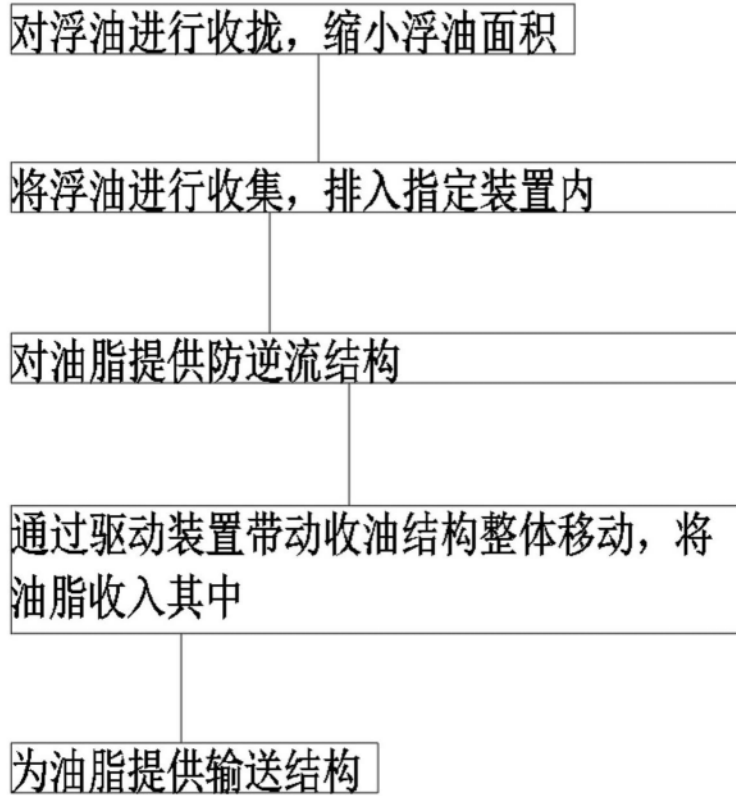 对浮油进行收拢，缩小浮油面积
将浮油进行收集，排入指定装置内
对油脂提供防逆流结构
通过驱动装置带动收油结构整体移动，将
油脂收入其中
为油脂提供输送结构